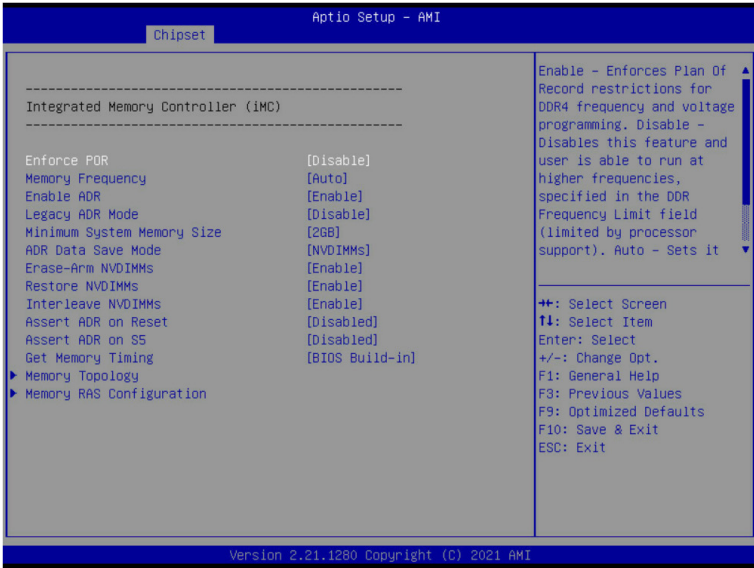 Aptio Setup - AMI
Chipset
------------------------------------------------
Integrated Memory Controller (iMC)
------------------------------------------------
Enforce POR [Disable]
Memory Frequency [Auto]
Enable ADR [Enable]
Legacy ADR Mode [Disable]
Minimum System Memory Size [2GB]
ADR Data Save Mode [NVDIMMs]
Erase-Arm NVDIMMs [Enable]
Restore NVDIMMs [Enable]
Interleave NVDIMMs [Enable]
Assert ADR on Reset [Disabled]
Assert ADR on S5 [Disabled]
Get Memory Timing [BIOS Build-in]
Memory Topology
Memory RAS Configuration
Enable - Enforces Plan Of
Record restrictions for
DDR4 frequency and voltage
programming. Disable -
Disables this feature and
user is able to run at
higher frequencies,
specified in the DDR
Frequency Limit field
(limited by processor
support). Auto - Sets it
→←: Select Screen
↑↓: Select Item
Enter: Select
+/-: Change Opt.
F1: General Help
F3: Previous Values
F9: Optimized Defaults
F10: Save & Exit
ESC: Exit
Version 2.21.1280 Copyright (C) 2021 AMI